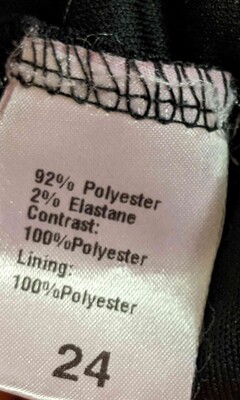 92% Polyester
2% Elastane
Contrast:
100%Polyester
Lining:
100%Polyester
24